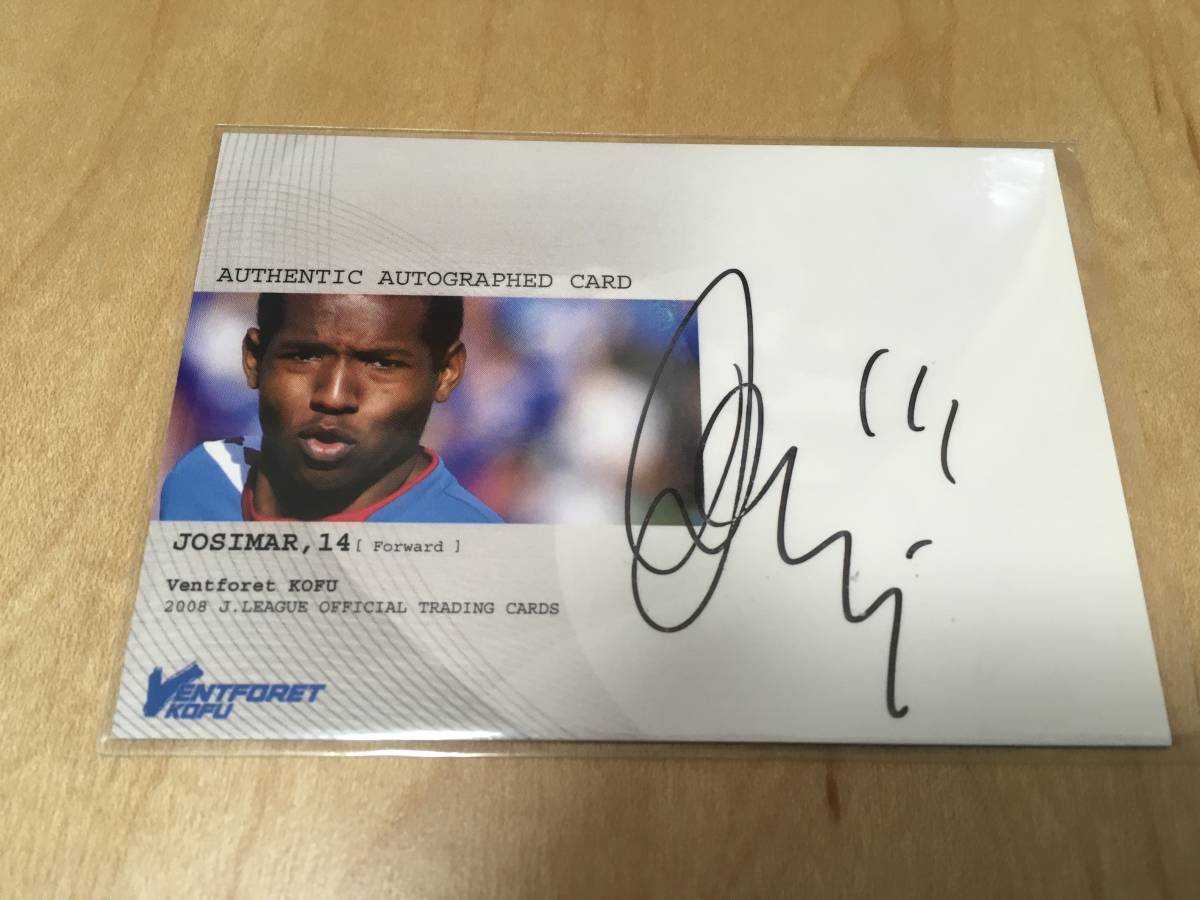 AUTHENTIC AUTOGRAPHED CARD
JOSIMAR,14 [ Forward ]
Ventforet KOFU
2008 J.LEAGUE OFFICIAL TRADING CARDS
VENTFORET
KOFU